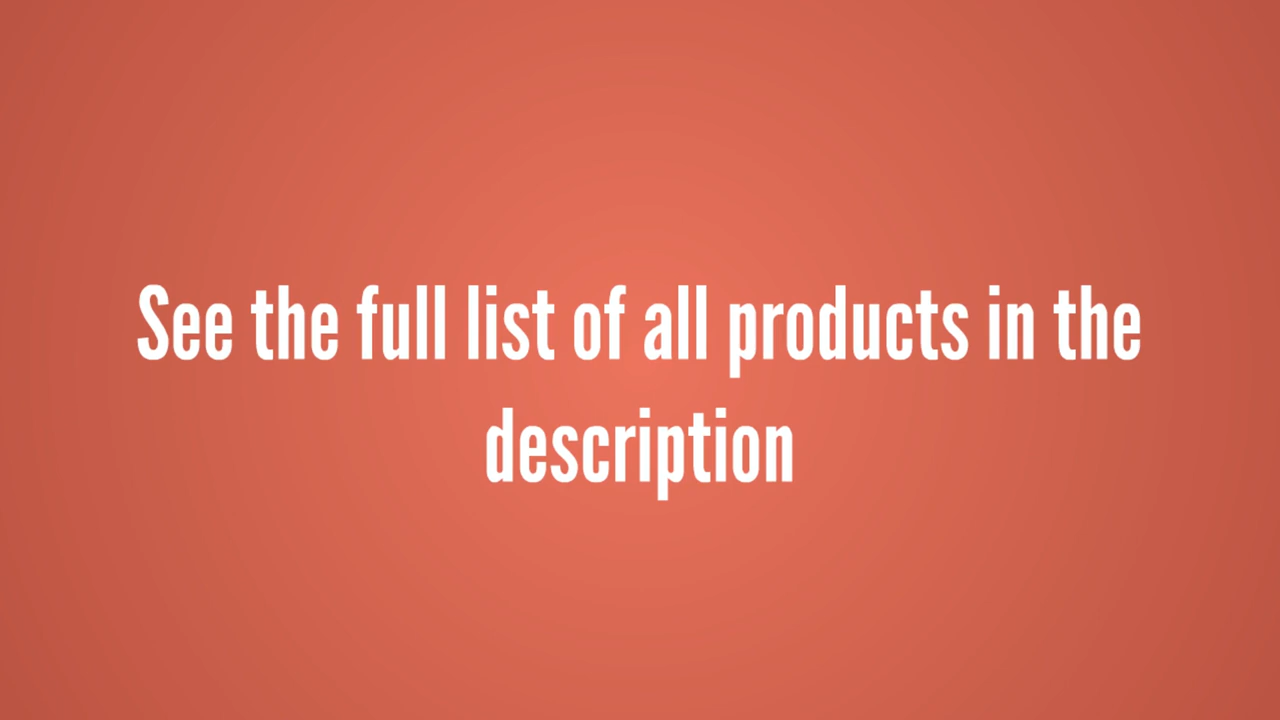 See the full list of all products in the
description